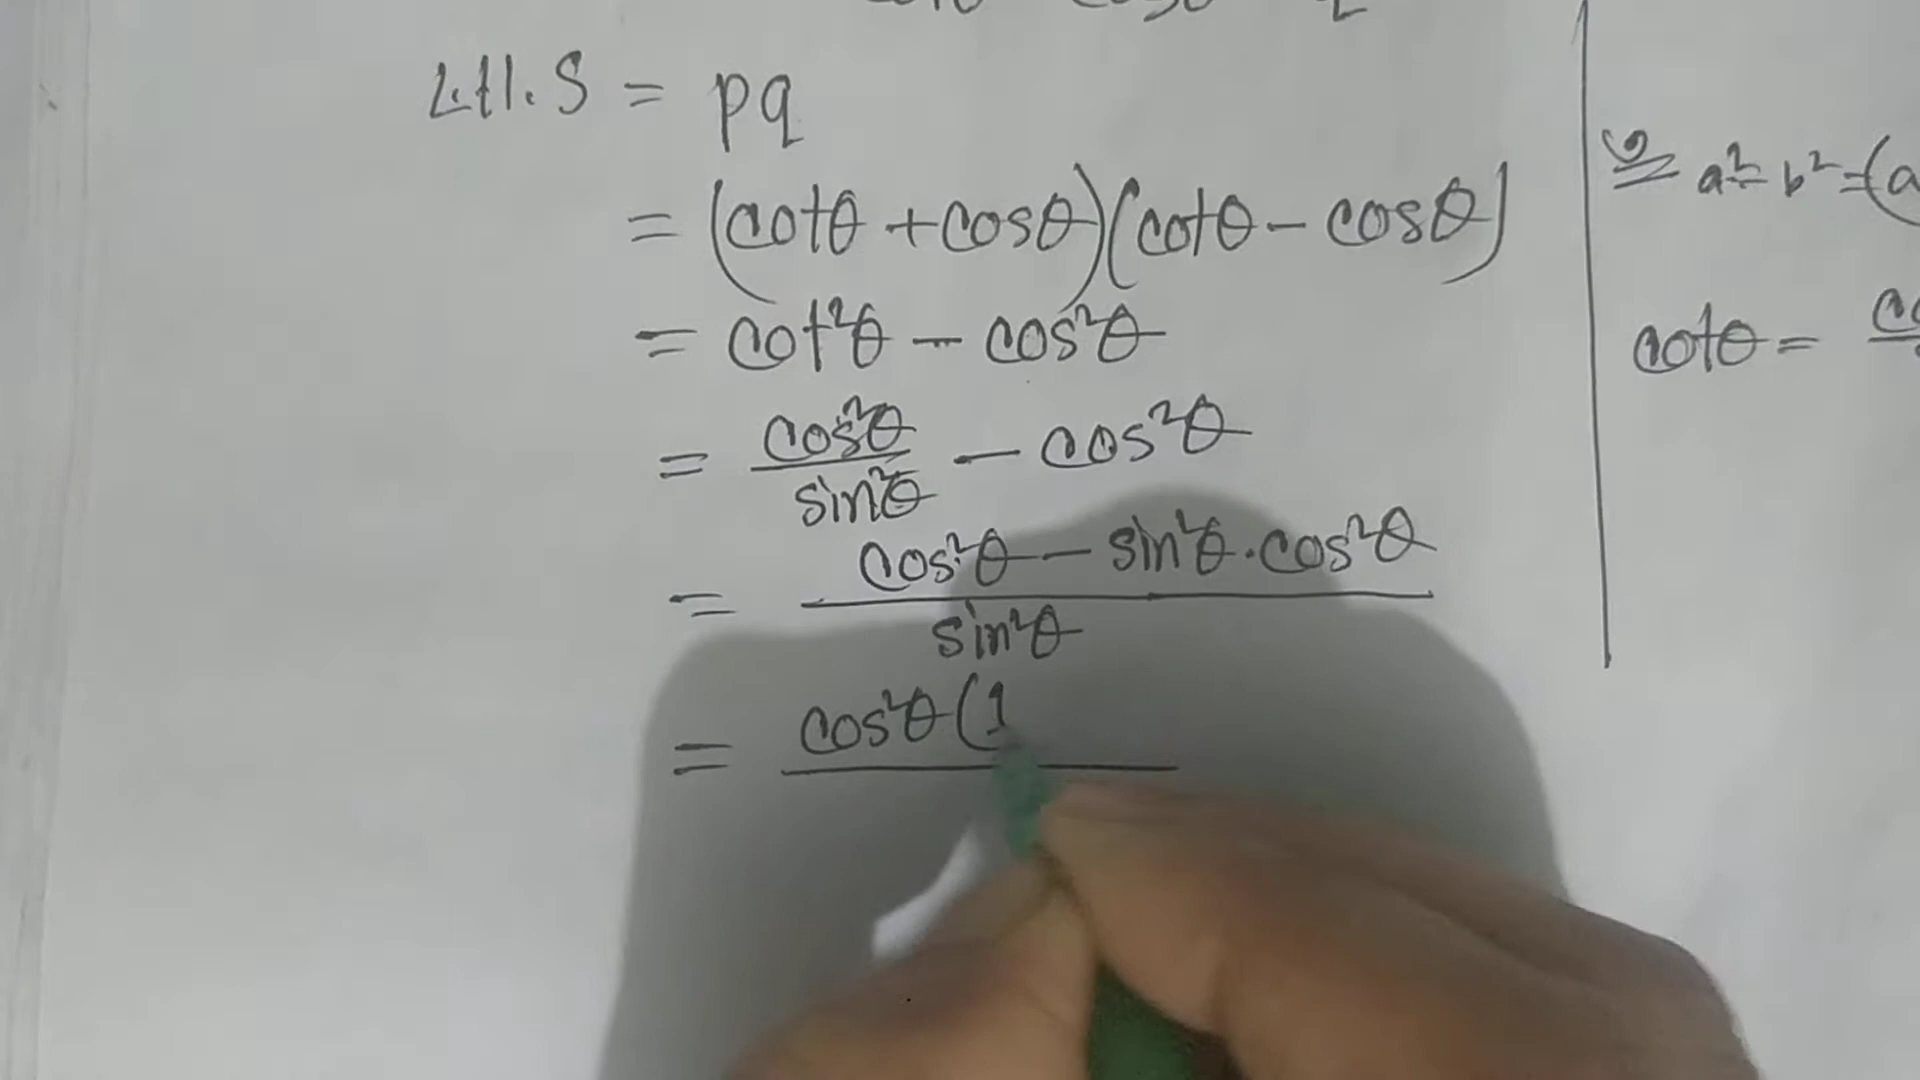 L.H.S = pq
= (cotθ + cosθ)(cotθ - cosθ)
= cot²θ - cos²θ
= cos²θ/sin²θ - cos²θ
= (cos²θ - sin²θ.cos²θ)/sin²θ
= cos²θ (1
a² - b² = (a
cotθ =